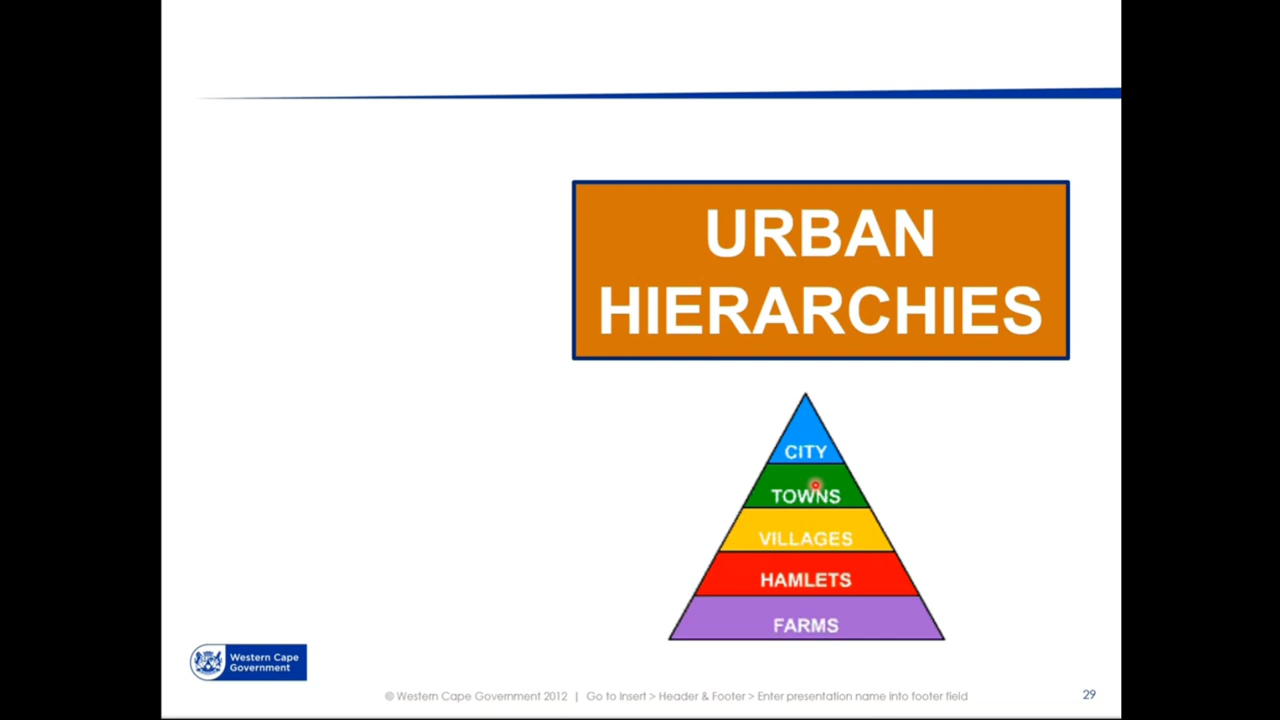 URBAN
HIERARCHIES
CITY
TOWNS
VILLAGES
HAMLETS
FARMS
Western Cape
Government
© Western Cape Government 2012 | Go to Insert > Header & Footer > Enter presentation name into footer field
29